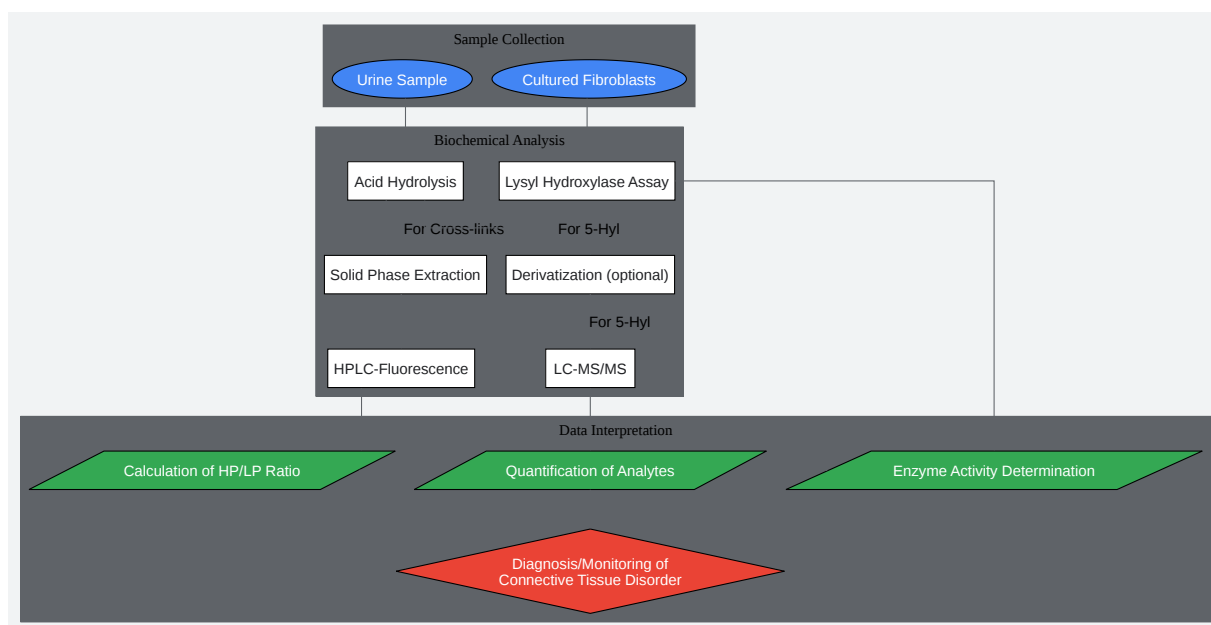 Sample Collection
Urine Sample
Cultured Fibroblasts
Biochemical Analysis
Acid Hydrolysis
Lysyl Hydroxylase Assay
For Cross-links
For 5-Hyl
Solid Phase Extraction
Derivatization (optional)
For 5-Hyl
HPLC-Fluorescence
LC-MS/MS
Data Interpretation
Calculation of HP/LP Ratio
Quantification of Analytes
Enzyme Activity Determination
Diagnosis/Monitoring of
Connective Tissue Disorder